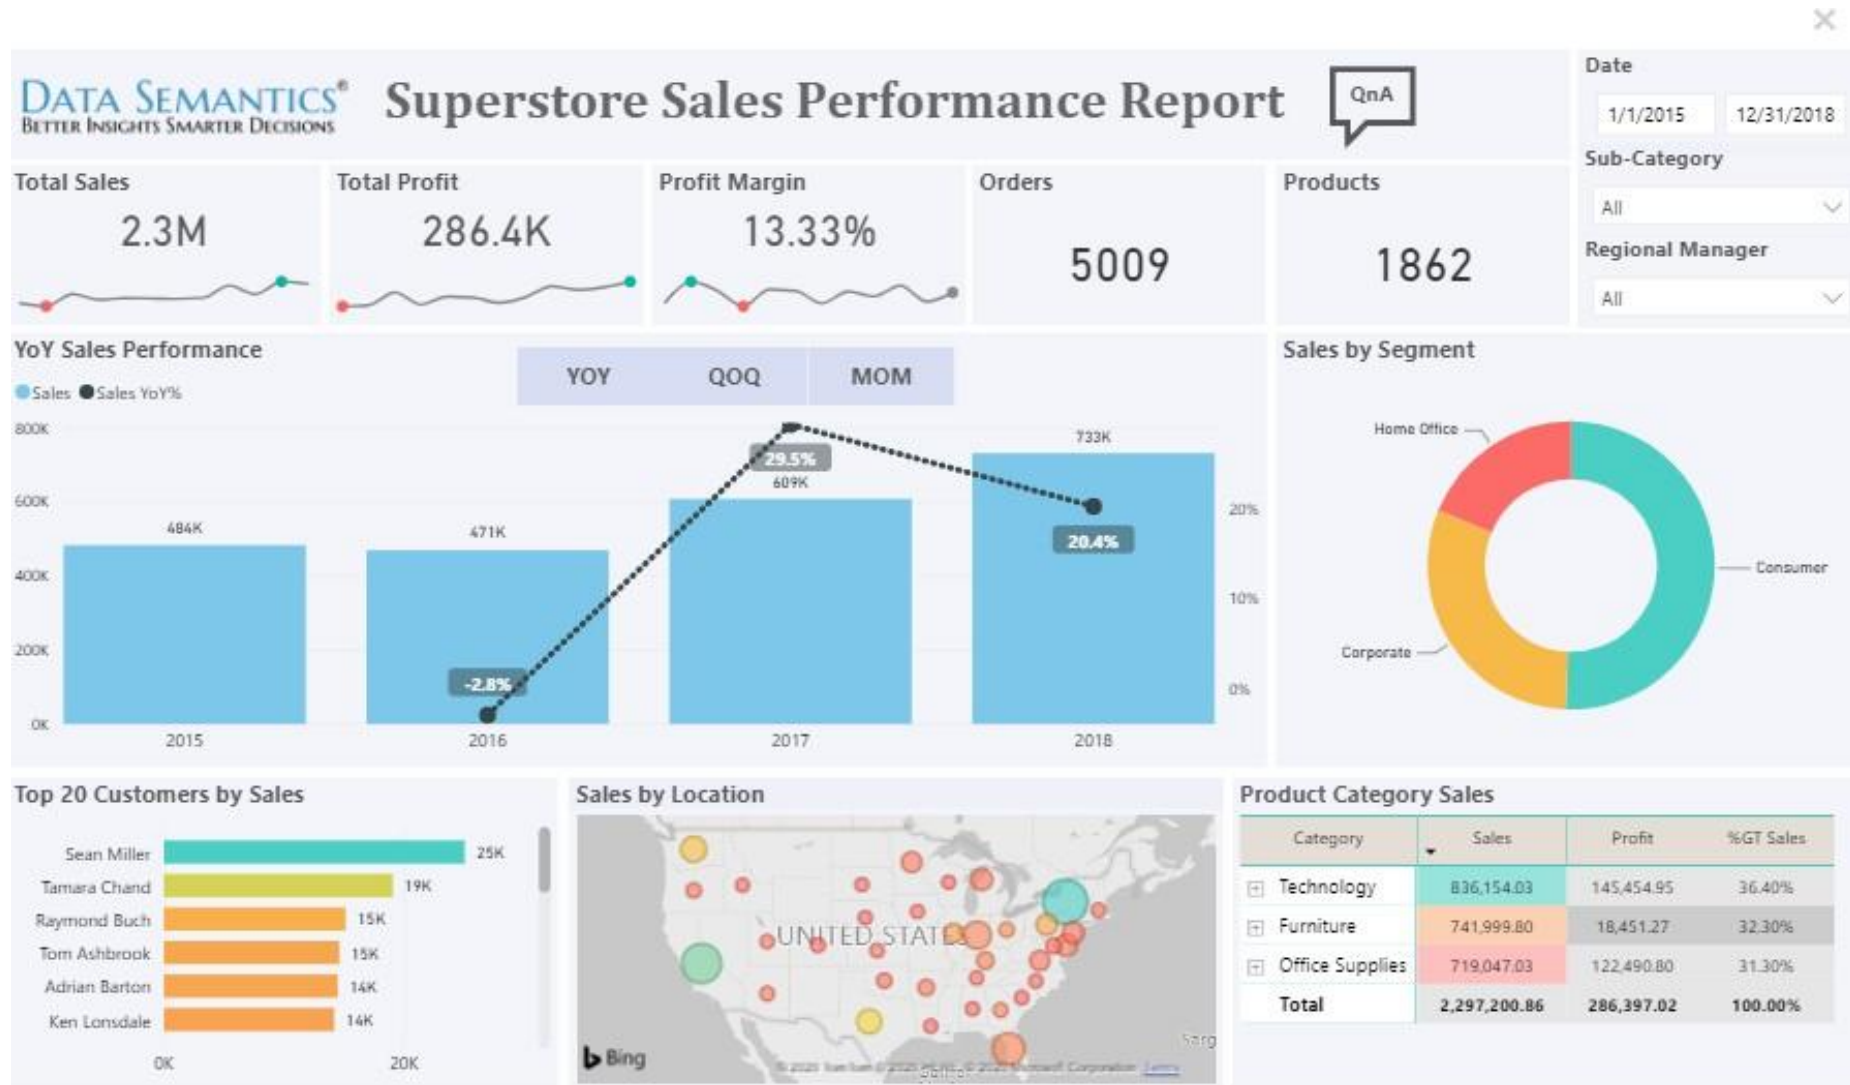 DATA SEMANTICS®
BETTER INSIGHTS SMARTER DECISIONS
Superstore Sales Performance Report
QnA
Date
1/1/2015 12/31/2018
Sub-Category
All
Regional Manager
All
Total Sales
2.3M
Total Profit
286.4K
Profit Margin
13.33%
Orders
5009
Products
1862
YoY Sales Performance
YOY QOQ MOM
Sales Sales YoY%
800K
600K
400K
200K
0K
484K
471K
609K
733K
-2.8%
29.5%
20.4%
20%
10%
0%
2015 2016 2017 2018
Sales by Segment
Home Office
Consumer
Corporate
Top 20 Customers by Sales
Sean Miller 25K
Tamara Chand 19K
Raymond Buch 15K
Tom Ashbrook 15K
Adrian Barton 14K
Ken Lonsdale 14K
0K 20K
Sales by Location
UNITED STATES
Sarg
Bing
Microsoft Corporation Terms
Product Category Sales
Category Sales Profit %GT Sales
Technology 836,154.03 145,454.95 36.40%
Furniture 741,999.80 18,451.27 32.30%
Office Supplies 719,047.03 122,490.80 31.30%
Total 2,297,200.86 286,397.02 100.00%